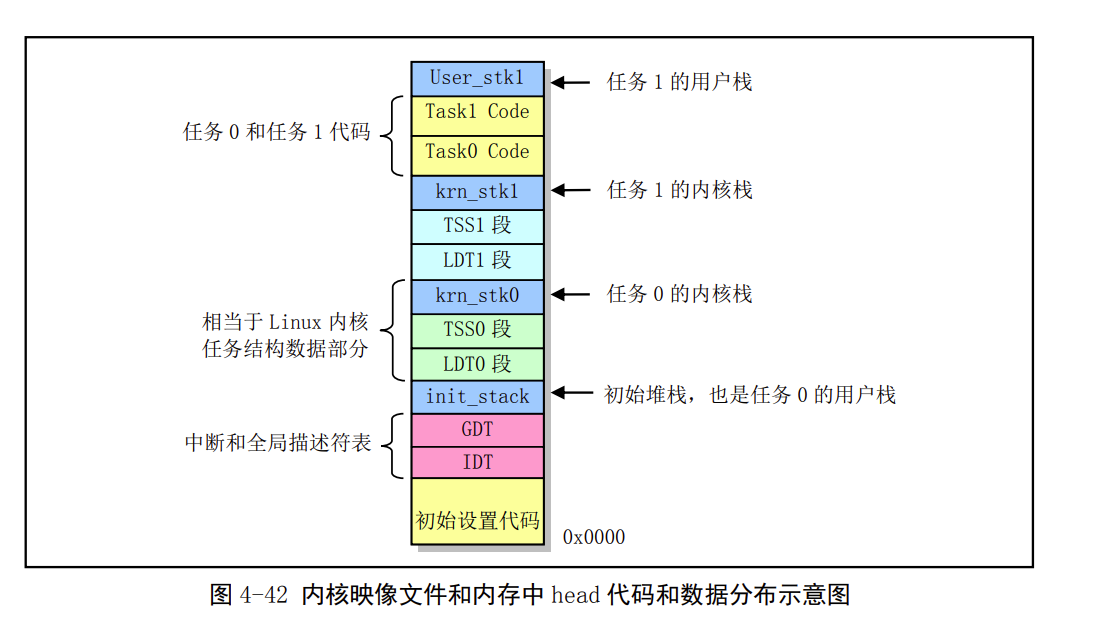 User_stk1
任务 1 的用户栈
Task1 Code
任务 0 和任务 1 代码
Task0 Code
krn_stk1
任务 1 的内核栈
TSS1 段
LDT1 段
krn_stk0
任务 0 的内核栈
相当于 Linux 内核
任务结构数据部分
TSS0 段
LDT0 段
init_stack
初始堆栈，也是任务 0 的用户栈
GDT
中断和全局描述符表
IDT
初始设置代码
0x0000
图 4-42 内核映像文件和内存中 head 代码和数据分布示意图